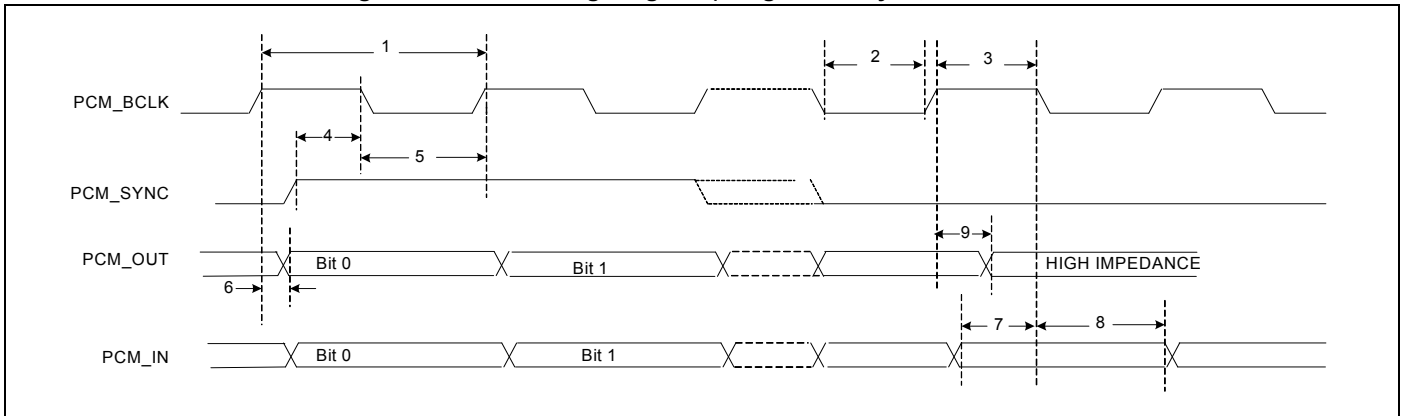 1
2
3
PCM_BCLK
4
5
PCM_SYNC
9
PCM_OUT
Bit 0
Bit 1
HIGH IMPEDANCE
6
7
8
PCM_IN
Bit 0
Bit 1